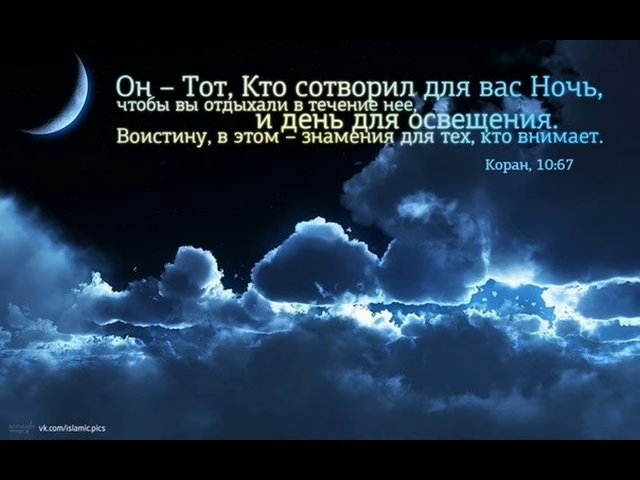 Он – Тот, Кто сотворил для вас Ночь,
чтобы вы отдыхали в течение нее,
и день для освещения.
Воистину, в этом – знамения для тех, кто внимает.
Коран, 10:67
vk.com/islamic.pics